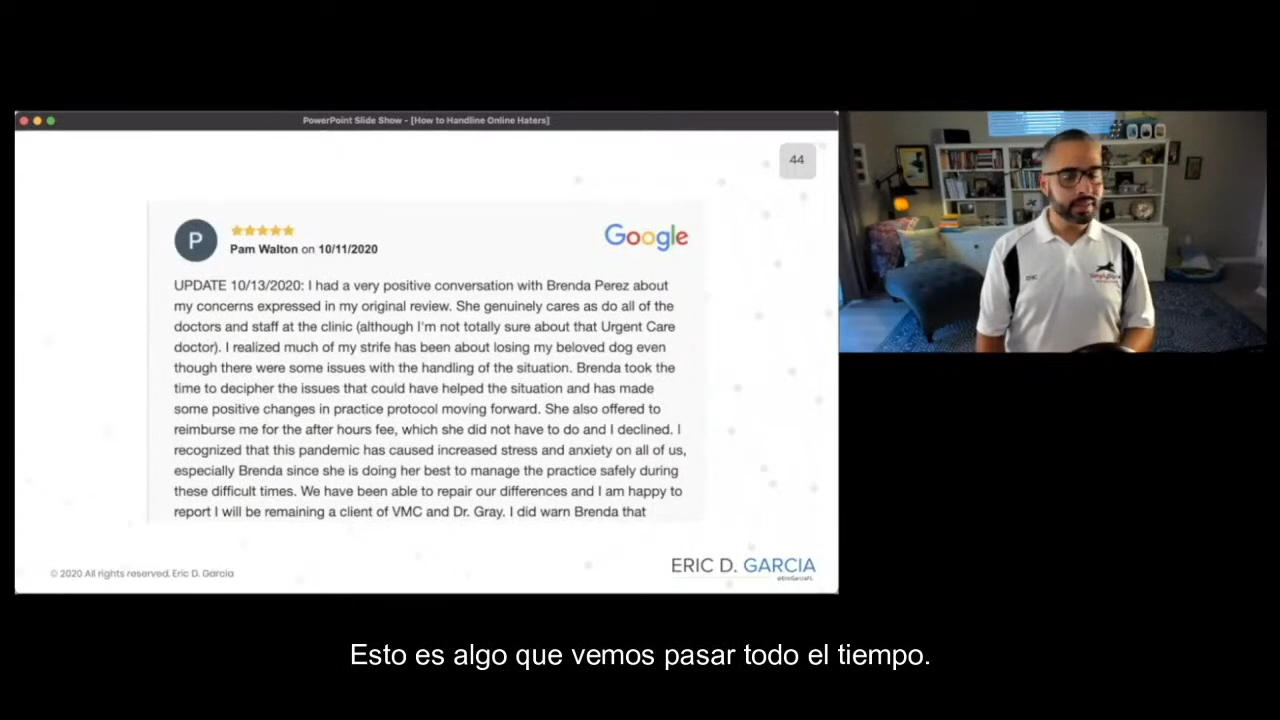 PowerPoint Slide Show - [How to Handline Online Haters]
44
P
Pam Walton on 10/11/2020
Google
UPDATE 10/13/2020: I had a very positive conversation with Brenda Perez about
my concerns expressed in my original review. She genuinely cares as do all of the
doctors and staff at the clinic (although I'm not totally sure about that Urgent Care
doctor). I realized much of my strife has been about losing my beloved dog even
though there were some issues with the handling of the situation. Brenda took the
time to decipher the issues that could have helped the situation and has made
some positive changes in practice protocol moving forward. She also offered to
reimburse me for the after hours fee, which she did not have to do and I declined. I
recognized that this pandemic has caused increased stress and anxiety on all of us,
especially Brenda since she is doing her best to manage the practice safely during
these difficult times. We have been able to repair our differences and I am happy to
report I will be remaining a client of VMC and Dr. Gray. I did warn Brenda that
© 2020 All rights reserved. Eric D. Garcia
ERIC D. GARCIA
@EricGarciaFL
Esto es algo que vemos pasar todo el tiempo.